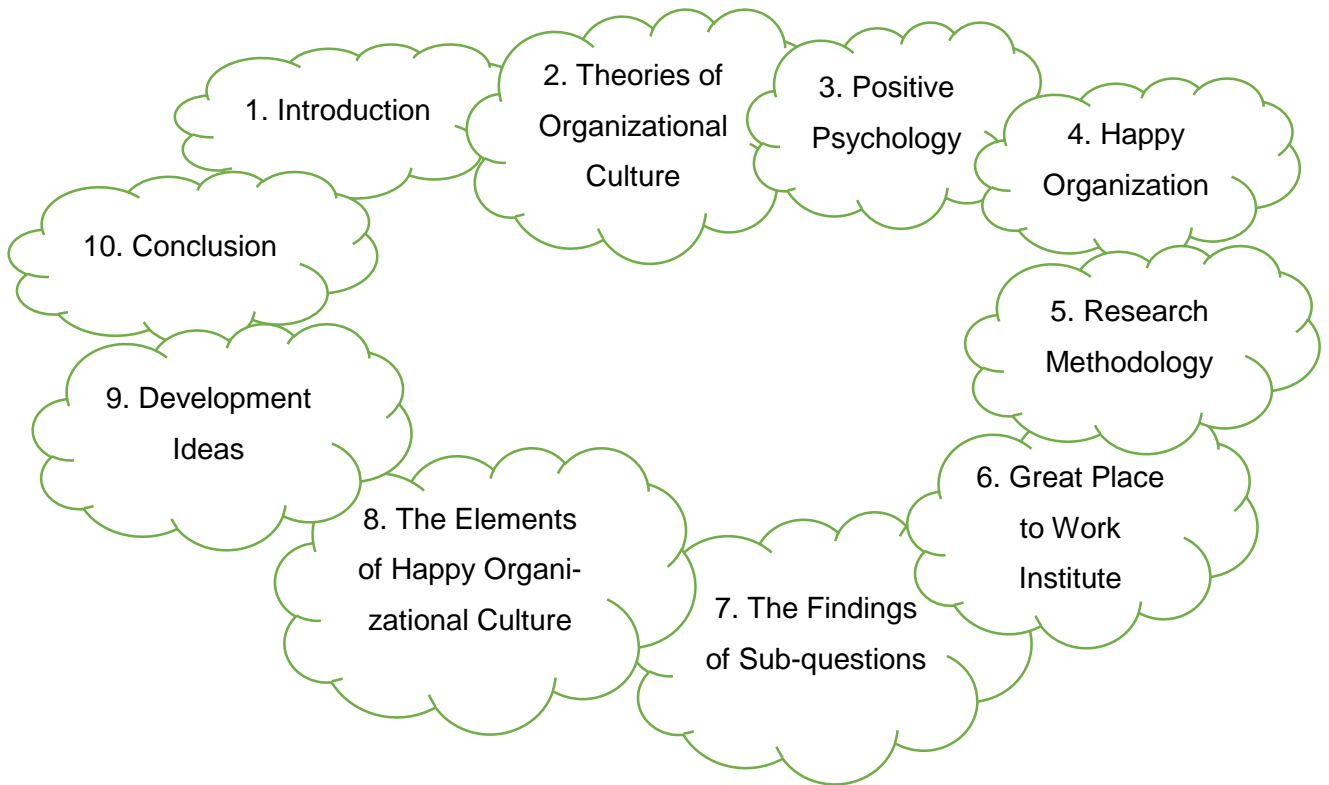 1. Introduction
2. Theories of
Organizational
Culture
3. Positive
Psychology
4. Happy
Organization
5. Research
Methodology
6. Great Place
to Work
Institute
7. The Findings
of Sub-questions
8. The Elements
of Happy Organi-
zational Culture
9. Development
Ideas
10. Conclusion